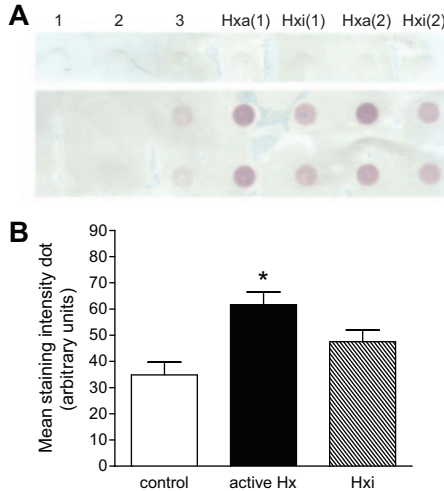 A
1 2 3 Hxa(1) Hxi(1) Hxa(2) Hxi(2)
B
Mean staining intensity dot
(arbitrary units)
90
80
70
60
50
40
30
20
10
0
*
control active Hx Hxi